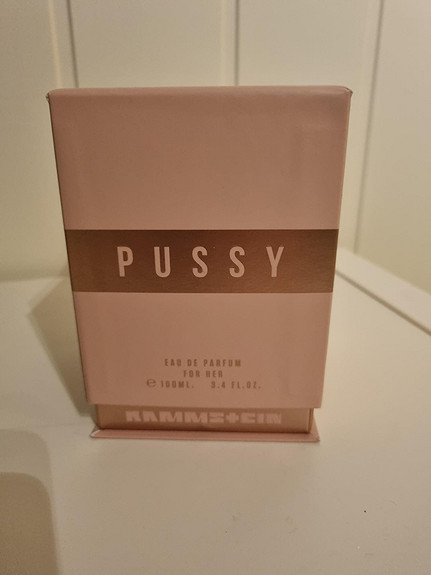 PUSSY
EAU DE PARFUM
FOR HER
℮ 100ML. 3.4 FL.OZ.
RAMMSTEIN